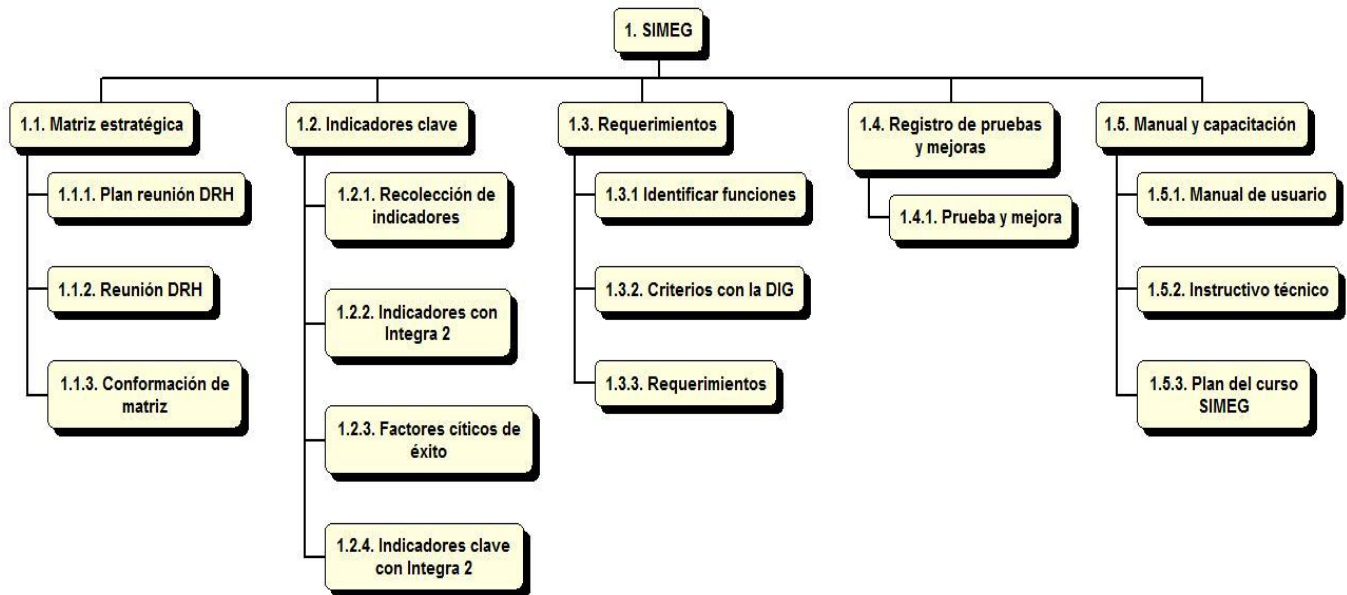 1. SIMEG
1.1. Matriz estratégica
1.1.1. Plan reunión DRH
1.1.2. Reunión DRH
1.1.3. Conformación de
matriz
1.2. Indicadores clave
1.2.1. Recolección de
indicadores
1.2.2. Indicadores con
Integra 2
1.2.3. Factores cíticos de
éxito
1.2.4. Indicadores clave
con Integra 2
1.3. Requerimientos
1.3.1 Identificar funciones
1.3.2. Criterios con la DIG
1.3.3. Requerimientos
1.4. Registro de pruebas
y mejoras
1.4.1. Prueba y mejora
1.5. Manual y capacitación
1.5.1. Manual de usuario
1.5.2. Instructivo técnico
1.5.3. Plan del curso
SIMEG